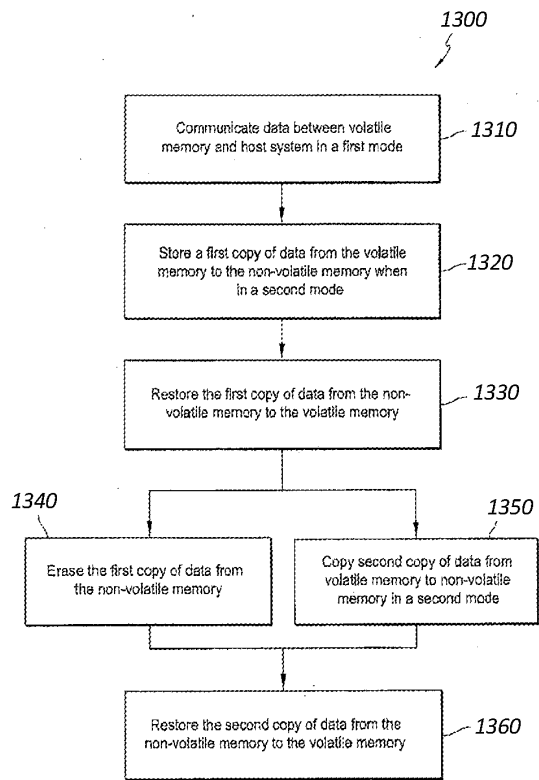 1300
Communicate data between volatile
memory and host system in a first mode
1310
Store a first copy of data from the volatile
memory to the non-volatile memory when
in a second mode
1320
Restore the first copy of data from the non-
volatile memory to the volatile memory
1330
1340
Erase the first copy of data from
the non-volatile memory
1350
Copy second copy of data from
volatile memory to non-volatile
memory in a second mode
Restore the second copy of data from the
non-volatile memory to the volatile memory
1360